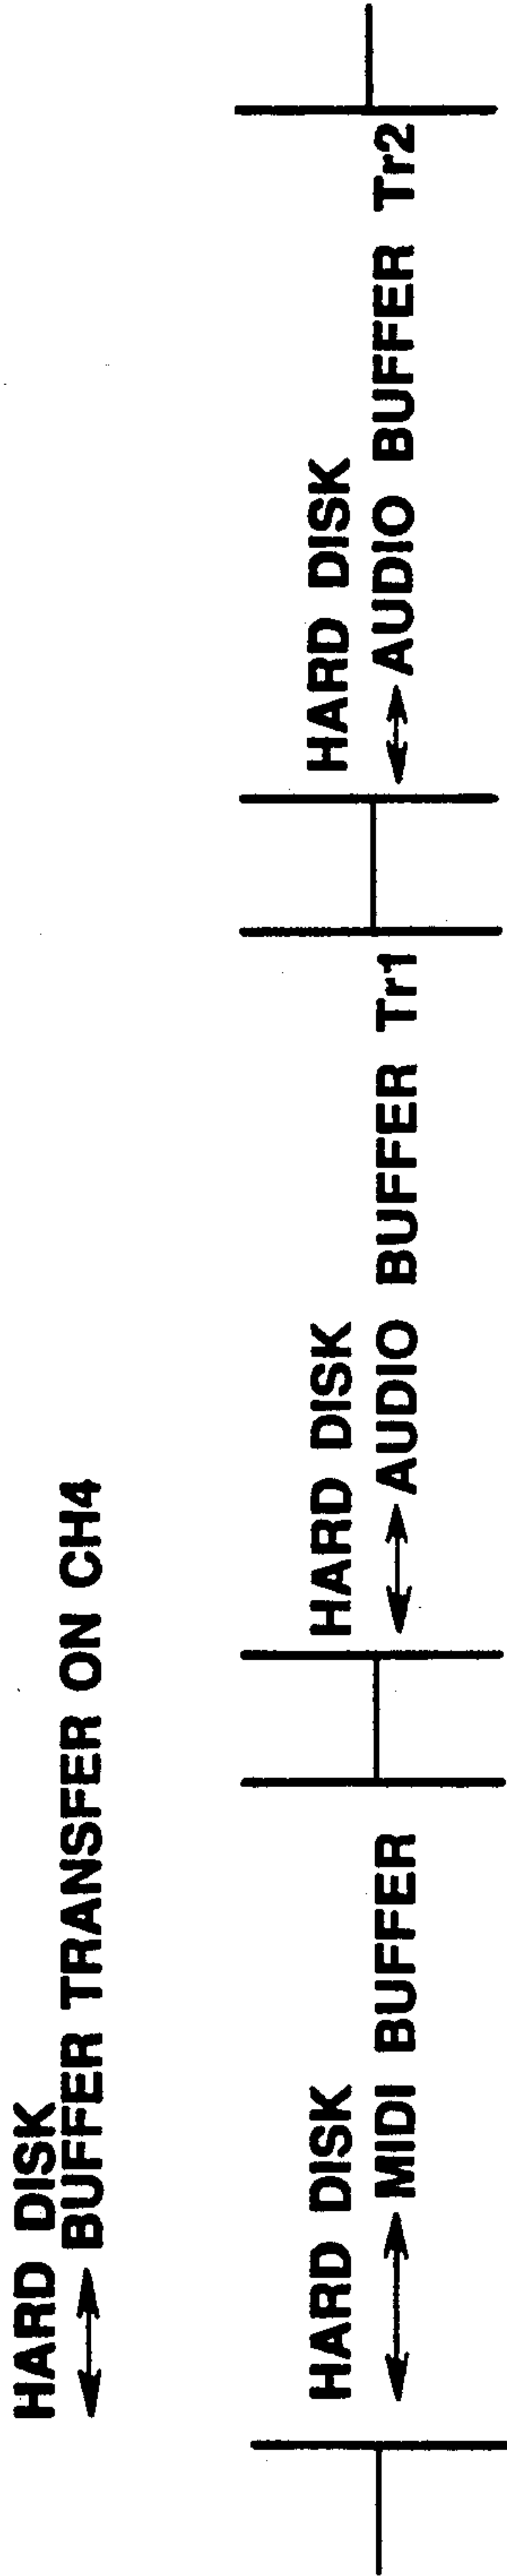 HARD DISK
↔ BUFFER TRANSFER ON CH4
HARD DISK
↔ MIDI BUFFER
HARD DISK
↔ AUDIO BUFFER Tr1
HARD DISK
↔ AUDIO BUFFER Tr2